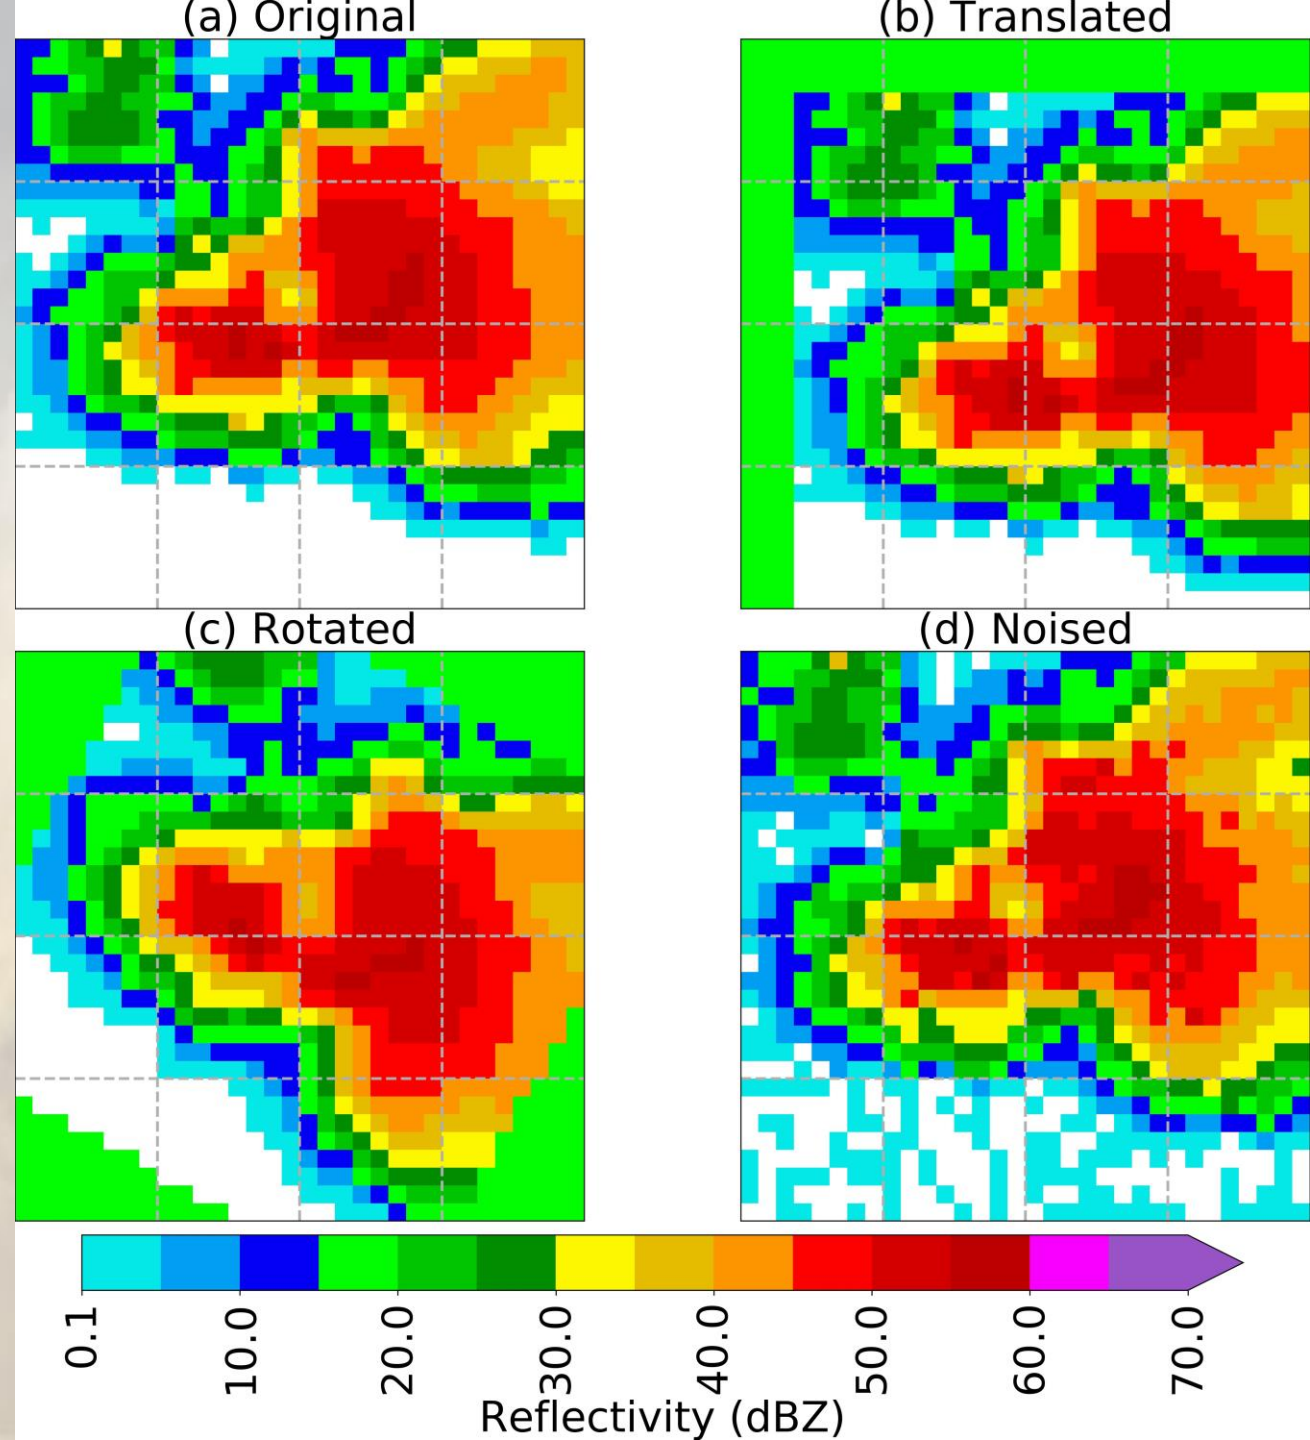 (a) Original
(b) Translated
(c) Rotated
(d) Noised
0.1
10.0
20.0
30.0
40.0
50.0
60.0
70.0
Reflectivity (dBZ)